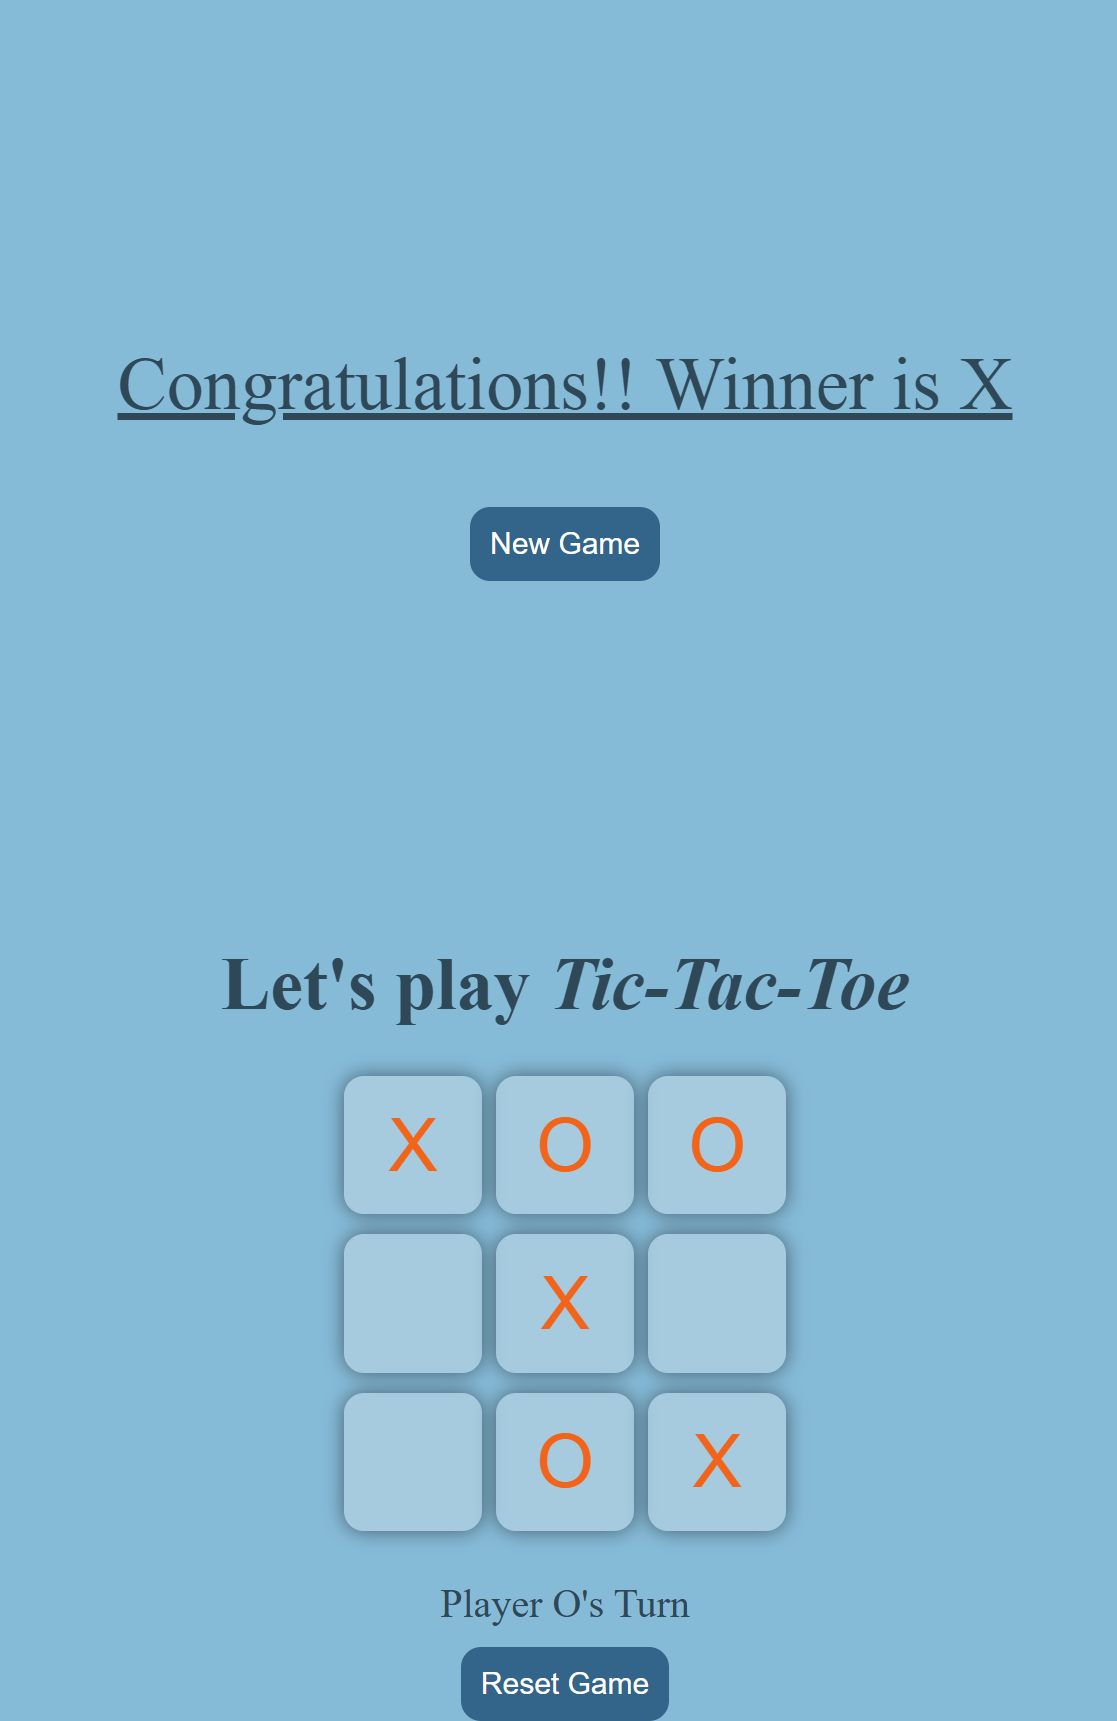 Congratulations!! Winner is X
New Game
Let's play Tic-Tac-Toe
X O O
X
O X
Player O's Turn
Reset Game